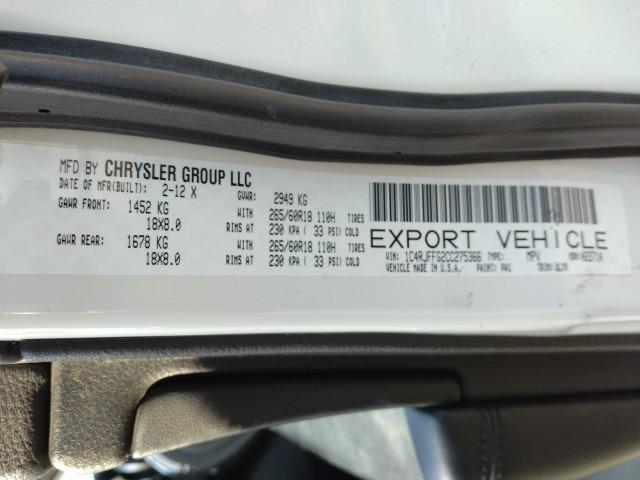 MFD BY CHRYSLER GROUP LLC
DATE OF MFR(BUILT): 2-12 X GVWR: 2949 KG
GAWR FRONT: 1452 KG WITH 265/60R18 110H TIRES
18X8.0 RIMS AT 230 KPA ( 33 PSI) COLD
GAWR REAR: 1678 KG WITH 265/60R18 110H TIRES
18X8.0 RIMS AT 230 KPA ( 33 PSI) COLD
EXPORT VEHICLE
VIN: 1C4RJFFG2CC275366 TYPE: MPV MDH:
VEHICLE MADE IN U.S.A. PAINT: PW1 TRIM: